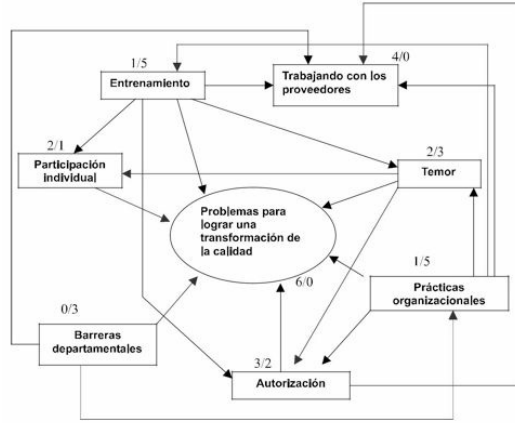 1/5
4/0
Entrenamiento
Trabajando con los
proveedores
2/1
2/3
Participación
individual
Temor
Problemas para
lograr una
transformación de
la calidad
6/0
1/5
Prácticas
organizacionales
0/3
Barreras
departamentales
3/2
Autorización